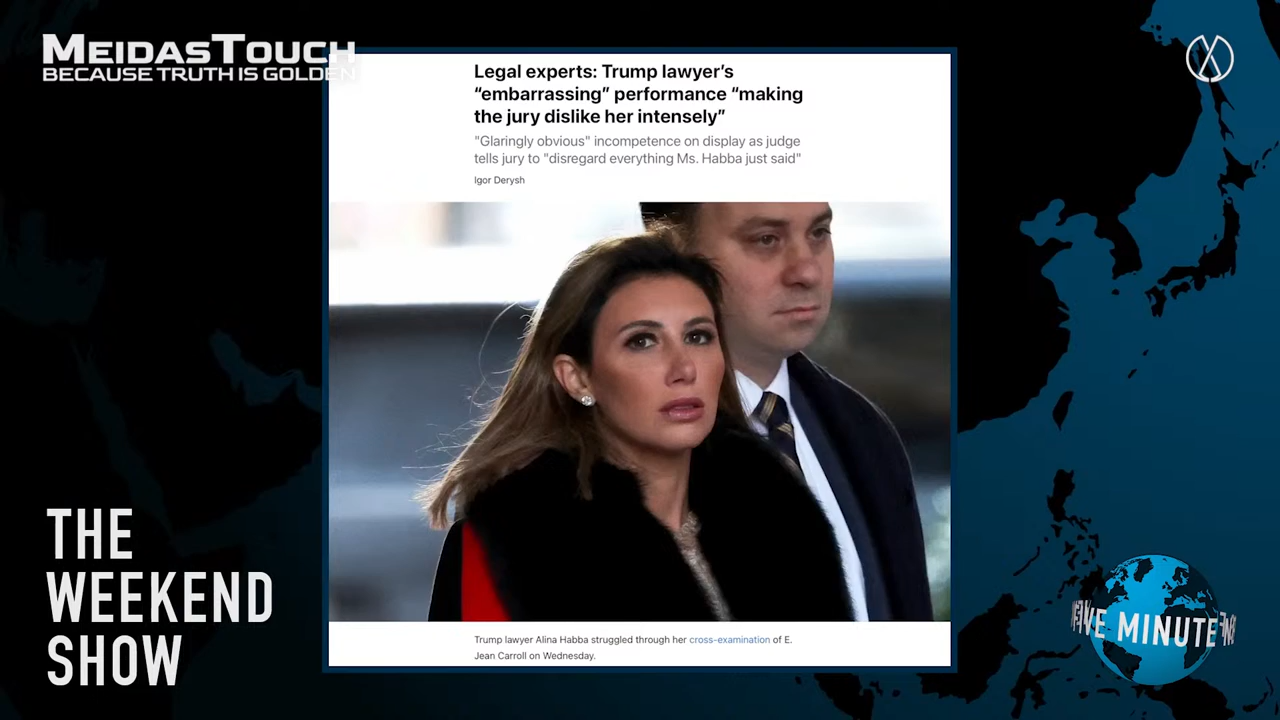 MEIDASTOUCH
BECAUSE TRUTH IS GOLDEN
Legal experts: Trump lawyer's
“embarrassing” performance “making
the jury dislike her intensely”
"Glaringly obvious" incompetence on display as judge
tells jury to "disregard everything Ms. Habba just said"
Igor Derysh
THE
WEEKEND
SHOW
FIVE MINUTE
Trump lawyer Alina Habba struggled through her cross-examination of E.
Jean Carroll on Wednesday.